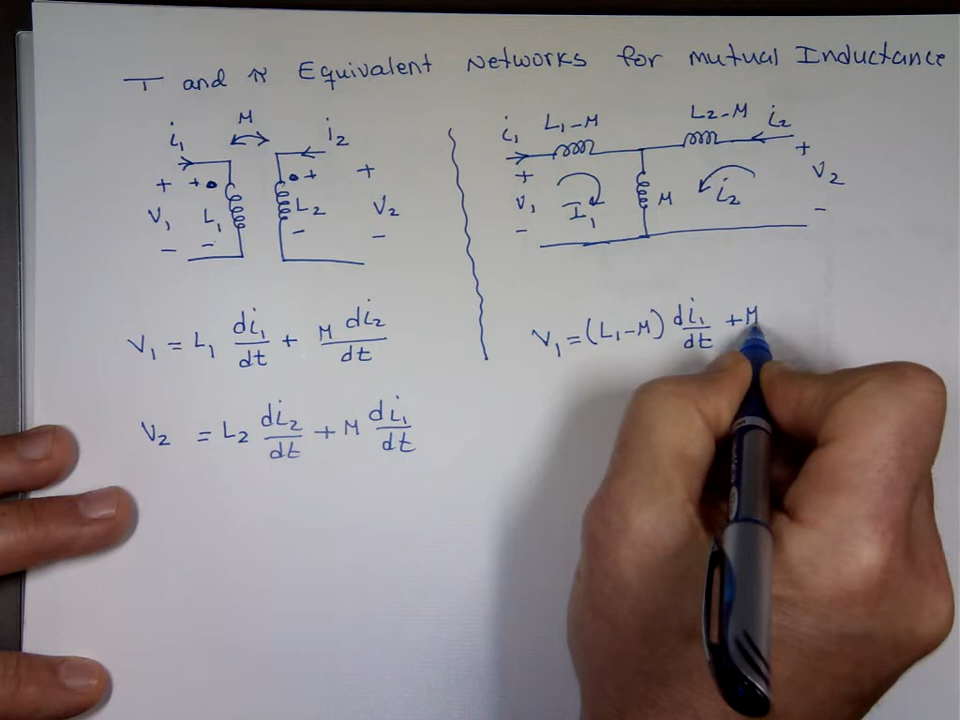 T and π Equivalent Networks for mutual Inductance
M
i₁ i₂
+ +• •+ +
V₁ L₁ L₂ V₂
− − − −
L₁−M L₂−M
i₁ i₂
+ +
V₁ I₁ M i₂ V₂
− −
V₁ = L₁ di₁/dt + M di₂/dt
V₂ = L₂ di₂/dt + M di₁/dt
V₁ = (L₁−M) di₁/dt + M